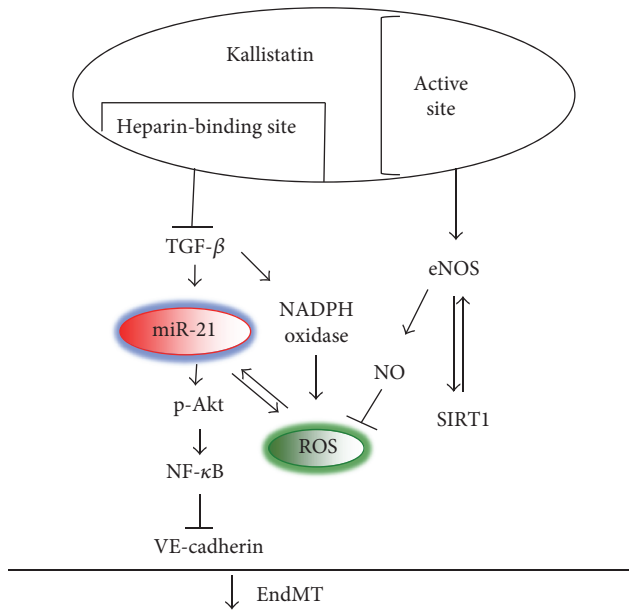 Kallistatin
Active
site
Heparin-binding site
TGF-β
eNOS
miR-21
NADPH
oxidase
NO
p-Akt
SIRT1
ROS
NF-κB
VE-cadherin
EndMT